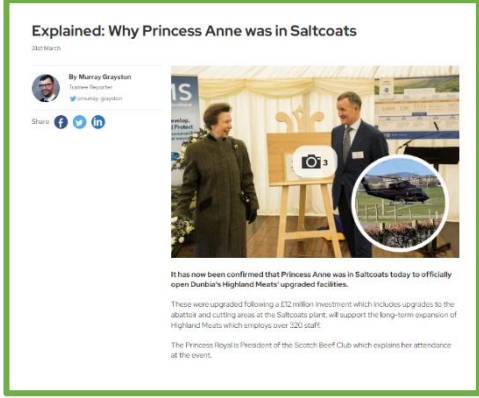 Explained: Why Princess Anne was in Saltcoats
31st March
By Murray Grayston
Trainee Reporter
@murray_grayston
Share
3
It has now been confirmed that Princess Anne was in Saltcoats today to officially
open Dunbia's Highland Meats' upgraded facilities.
These were upgraded following a £12 million investment which includes upgrades to the
abattoir and cutting areas at the Saltcoats plant, will support the long-term expansion of
Highland Meats which employs over 320 staff.
The Princess Royal is President of the Scotch Beef Club which explains her attendance
at the event.